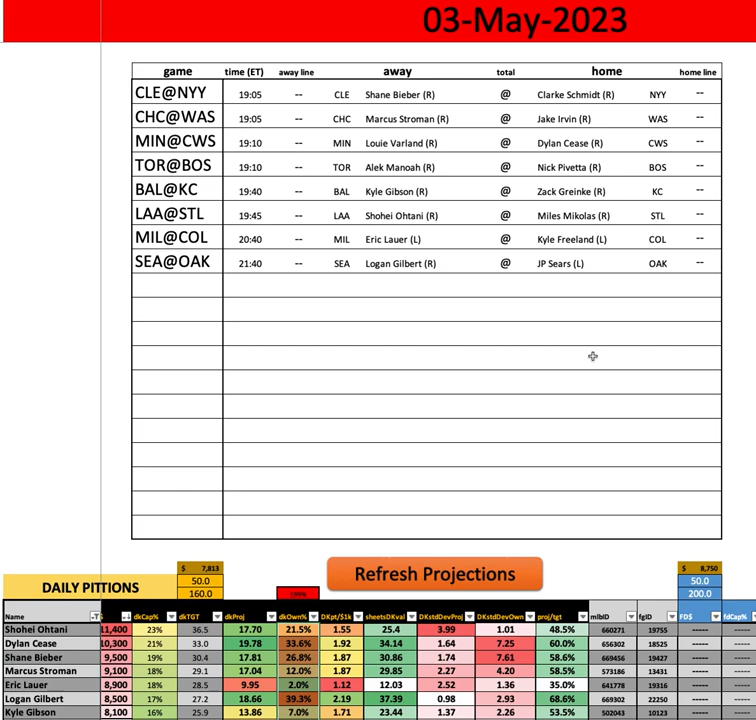 03-May-2023
game time (ET) away line away total home home line
CLE@NYY 19:05 -- CLE Shane Bieber (R) @ Clarke Schmidt (R) NYY --
CHC@WAS 19:05 -- CHC Marcus Stroman (R) @ Jake Irvin (R) WAS --
MIN@CWS 19:10 -- MIN Louie Varland (R) @ Dylan Cease (R) CWS --
TOR@BOS 19:10 -- TOR Alek Manoah (R) @ Nick Pivetta (R) BOS --
BAL@KC 19:40 -- BAL Kyle Gibson (R) @ Zack Greinke (R) KC --
LAA@STL 19:45 -- LAA Shohei Ohtani (R) @ Miles Mikolas (R) STL --
MIL@COL 20:40 -- MIL Eric Lauer (L) @ Kyle Freeland (L) COL --
SEA@OAK 21:40 -- SEA Logan Gilbert (R) @ JP Sears (L) OAK --
$ 7,813 $ 8,750
DAILY PITTIONS 50.0 Refresh Projections 50.0
160.0 200.0
Name dkCap% dkTGT dkProj dkOwn% DKpt/$1k sheetsDKval DKstdDevProj DKstdDevOwn proj/tgt mlbID fgID FD$ fdCap%
Shohei Ohtani 11,400 23% 36.5 17.70 21.5% 1.55 25.4 3.99 1.01 48.5% 660271 19755 ----- -----
Dylan Cease 10,300 21% 33.0 19.78 33.6% 1.92 34.14 1.64 7.25 60.0% 656302 18525 ----- -----
Shane Bieber 9,500 19% 30.4 17.81 26.8% 1.87 30.86 1.74 7.61 58.6% 669456 19427 ----- -----
Marcus Stroman 9,100 18% 29.1 17.04 12.0% 1.87 29.85 2.27 4.20 58.5% 573186 13431 ----- -----
Eric Lauer 8,900 18% 28.5 9.95 2.0% 1.12 12.03 2.52 1.36 35.0% 641778 19316 ----- -----
Logan Gilbert 8,500 17% 27.2 18.66 39.3% 2.19 37.39 0.98 2.93 68.6% 669302 22250 ----- -----
Kyle Gibson 8,100 16% 25.9 13.86 7.0% 1.71 23.44 1.37 2.26 53.5% 502043 10123 ----- -----